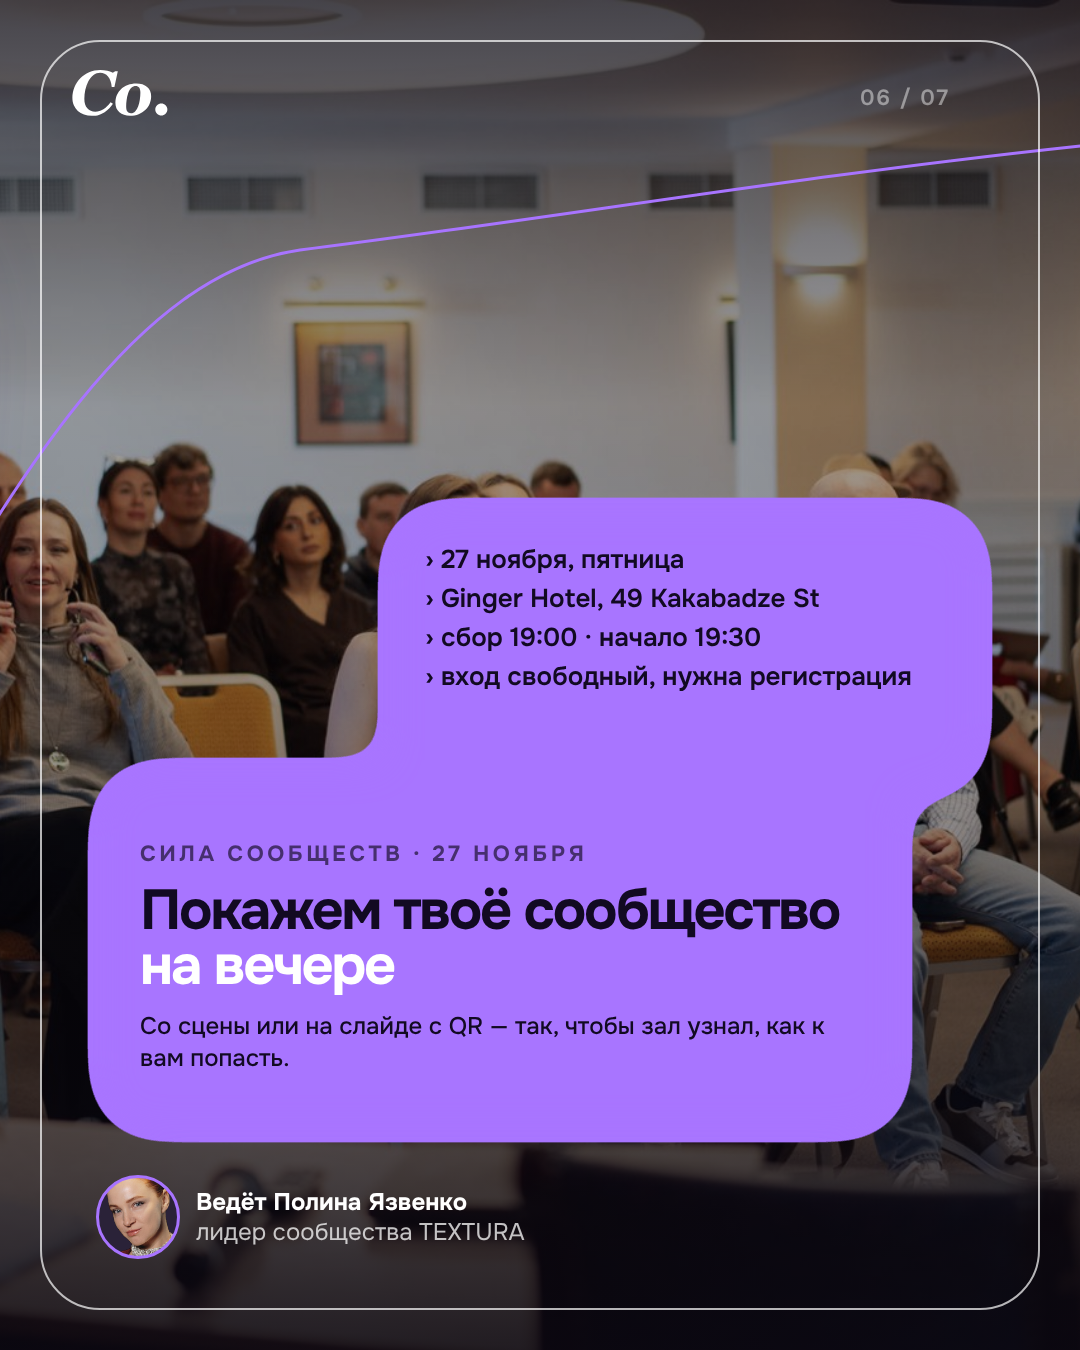 Co.
06 / 07
› 27 ноября, пятница
› Ginger Hotel, 49 Kakabadze St
› сбор 19:00 · начало 19:30
› вход свободный, нужна регистрация
СИЛА СООБЩЕСТВ · 27 НОЯБРЯ
Покажем твоё сообщество
на вечере
Со сцены или на слайде с QR — так, чтобы зал узнал, как к
вам попасть.
Ведёт Полина Язвенко
лидер сообщества TEXTURA